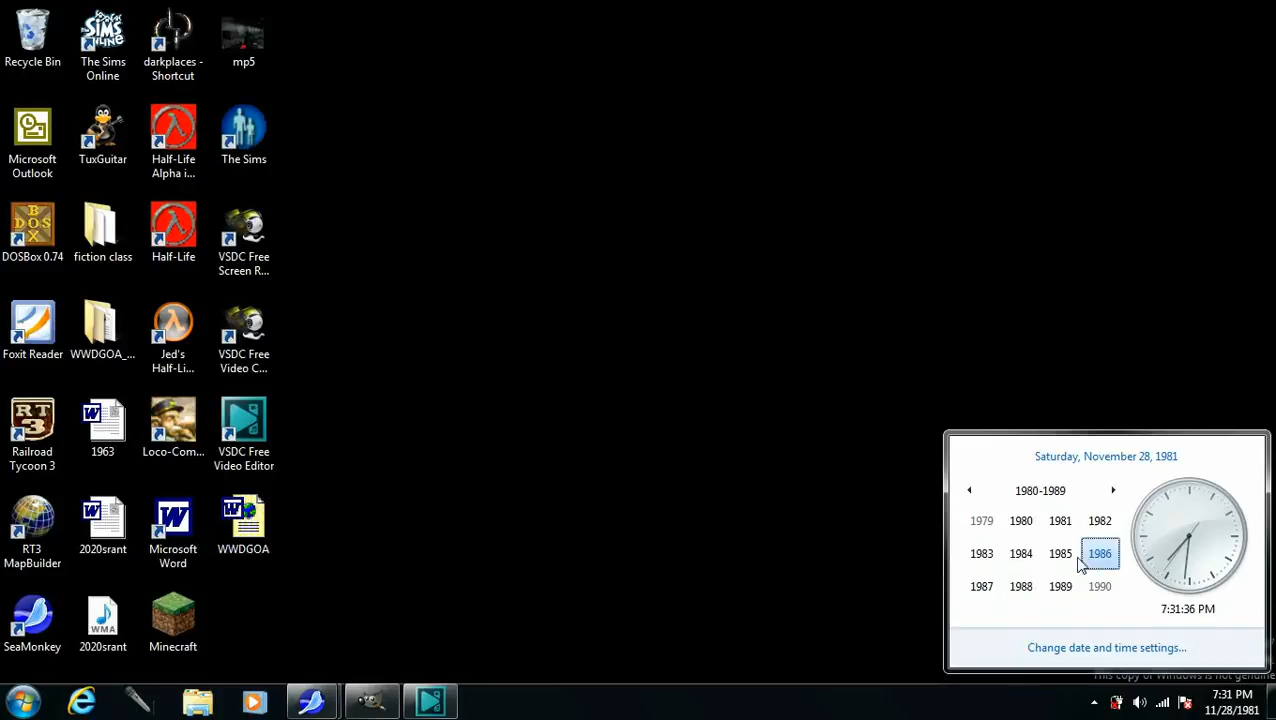 Recycle Bin
The Sims
Online
darkplaces -
Shortcut
mp5
Microsoft
Outlook
TuxGuitar
Half-Life
Alpha i...
The Sims
DOSBox 0.74
fiction class
Half-Life
VSDC Free
Screen R...
Foxit Reader
WWDGOA_...
Jed's
Half-Li...
VSDC Free
Video C...
RT
3
Railroad
Tycoon 3
1963
Loco-Com...
VSDC Free
Video Editor
RT3
MapBuilder
2020srant
Microsoft
Word
WWDGOA
SeaMonkey
WMA
2020srant
Minecraft
Saturday, November 28, 1981
1980-1989
1979 1980 1981 1982
1983 1984 1985 1986
1987 1988 1989 1990
7:31:36 PM
Change date and time settings...
This copy of Windows is not genuine
7:31 PM
11/28/1981